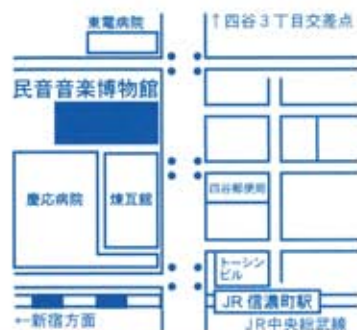 東電病院
↑四谷3丁目交差点
民音音楽博物館
慶応病院
煉瓦館
四谷郵便局
トーシン
ビル
JR 信濃町駅
←新宿方面
JR中央総武線